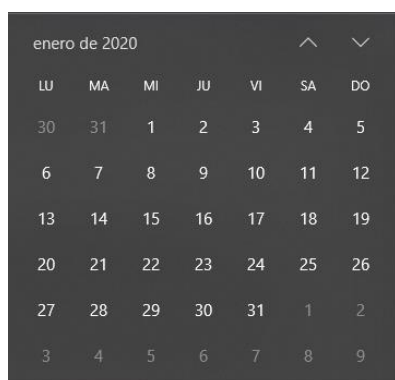 enero de 2020
LU MA MI JU VI SA DO
30 31 1 2 3 4 5
6 7 8 9 10 11 12
13 14 15 16 17 18 19
20 21 22 23 24 25 26
27 28 29 30 31 1 2
3 4 5 6 7 8 9